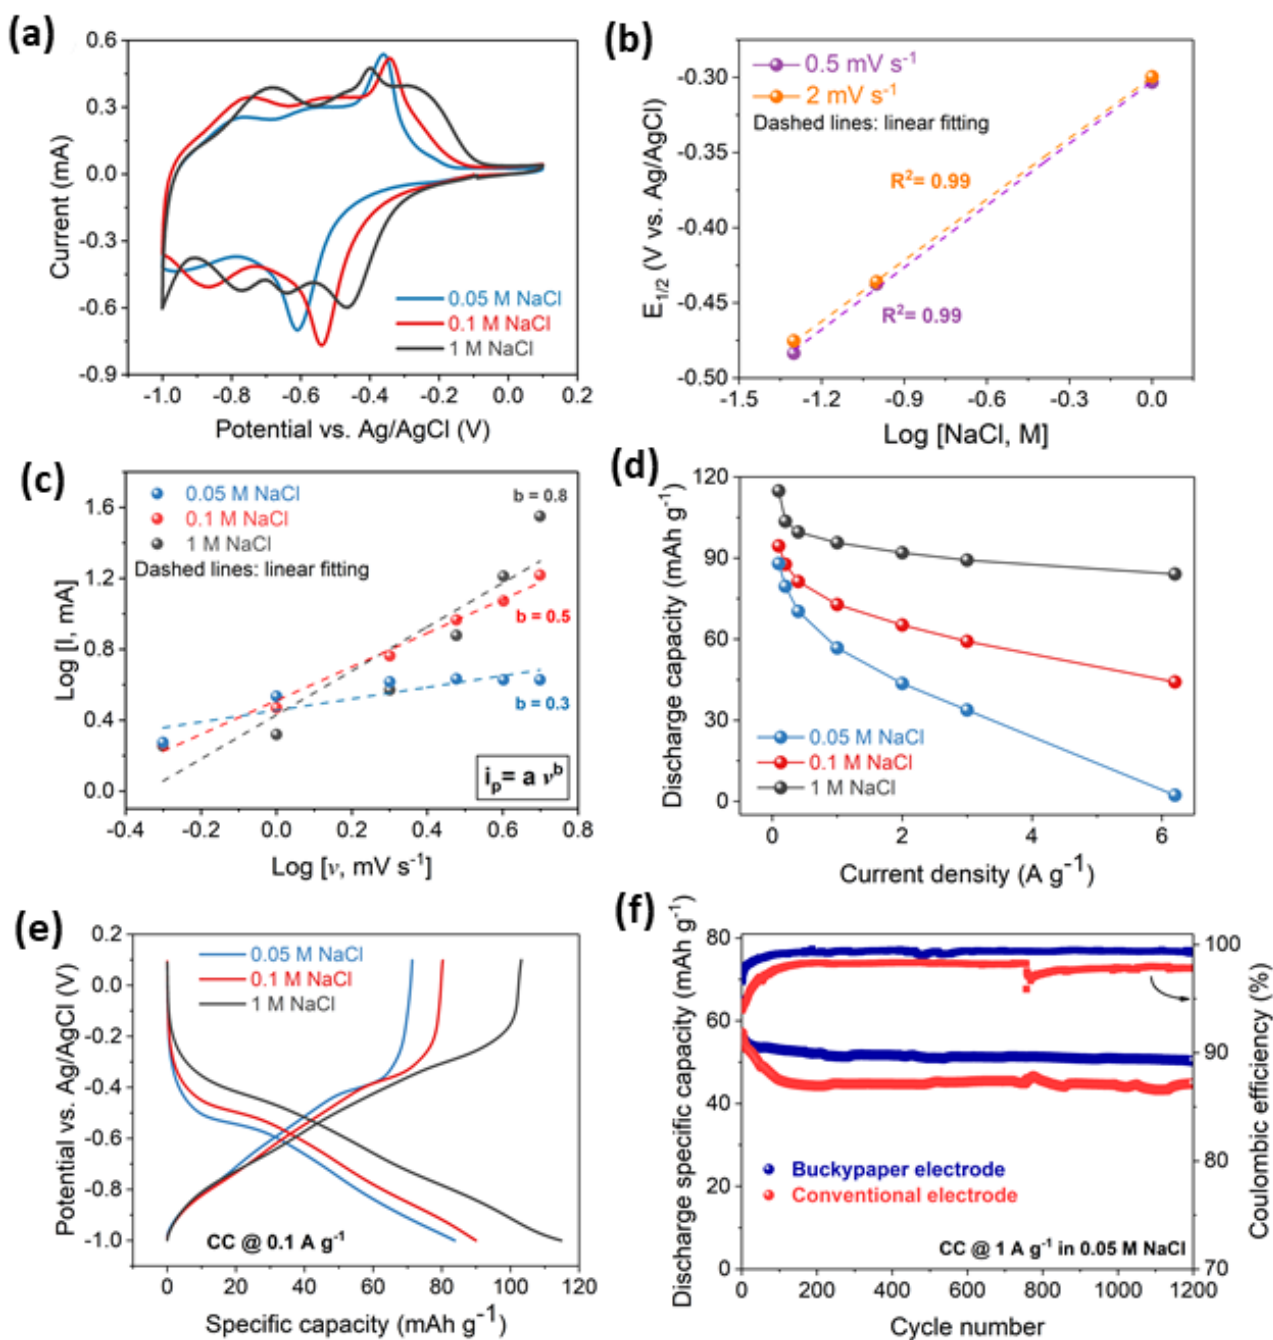 (a)
0.6
0.3
0.0
-0.3
-0.6
-0.9
Current (mA)
0.05 M NaCl
0.1 M NaCl
1 M NaCl
-1.0 -0.8 -0.6 -0.4 -0.2 0.0 0.2
Potential vs. Ag/AgCl (V)
(b)
0.5 mV s⁻¹
2 mV s⁻¹
Dashed lines: linear fitting
-0.30
-0.35
-0.40
-0.45
-0.50
E1/2 (V vs. Ag/AgCl)
R²= 0.99
R²= 0.99
-1.5 -1.2 -0.9 -0.6 -0.3 0.0
Log [NaCl, M]
(c)
0.05 M NaCl
0.1 M NaCl
1 M NaCl
Dashed lines: linear fitting
1.6
1.2
0.8
0.4
0.0
Log [I, mA]
b = 0.8
b = 0.5
b = 0.3
ip= a νᵇ
-0.4 -0.2 0.0 0.2 0.4 0.6 0.8
Log [ν, mV s⁻¹]
(d)
120
90
60
30
0
Discharge capacity (mAh g⁻¹)
0.05 M NaCl
0.1 M NaCl
1 M NaCl
0 2 4 6
Current density (A g⁻¹)
(e)
0.2
0.0
-0.2
-0.4
-0.6
-0.8
-1.0
Potential vs. Ag/AgCl (V)
0.05 M NaCl
0.1 M NaCl
1 M NaCl
CC @ 0.1 A g⁻¹
0 20 40 60 80 100 120
Specific capacity (mAh g⁻¹)
(f)
80
60
40
20
0
Discharge specific capacity (mAh g⁻¹)
100
90
80
70
Coulombic efficiency (%)
Buckypaper electrode
Conventional electrode
CC @ 1 A g⁻¹ in 0.05 M NaCl
0 200 400 600 800 1000 1200
Cycle number